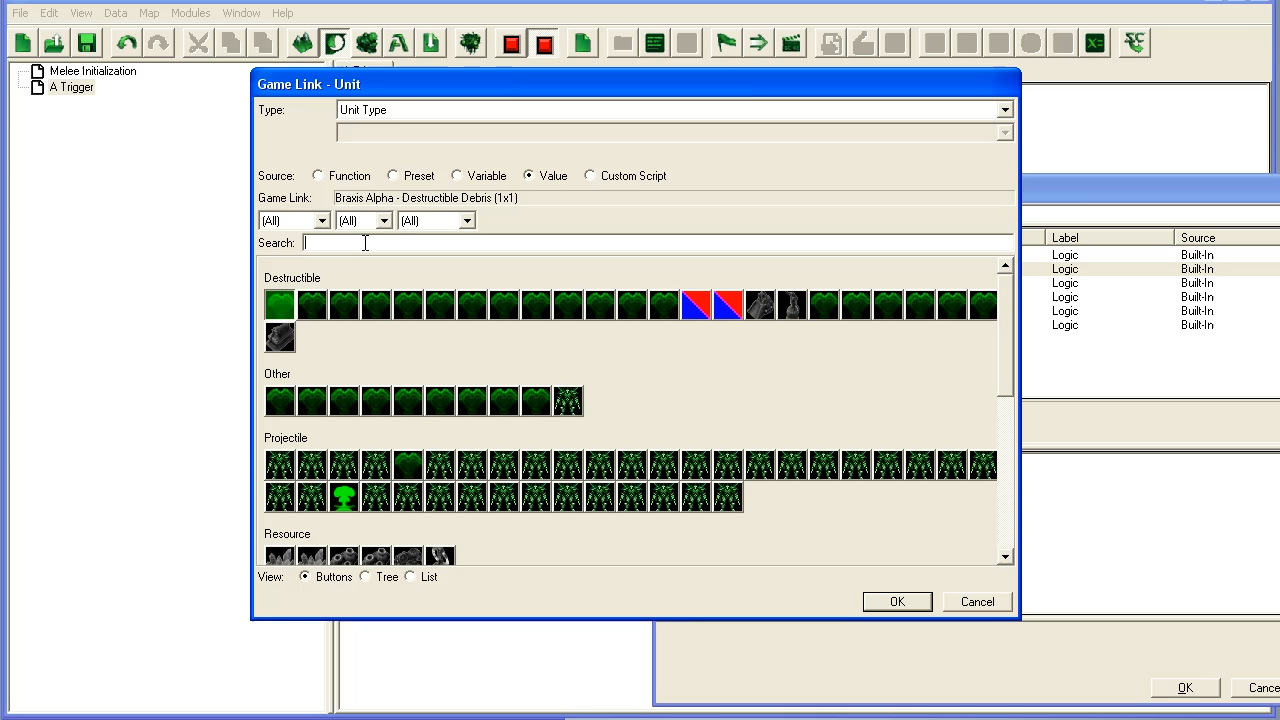 File Edit View Data Map Modules Window Help
Melee Initialization
A Trigger
Game Link - Unit
Type: Unit Type
Source: Function Preset Variable Value Custom Script
Game Link: Braxis Alpha - Destructible Debris (1x1)
(All) (All) (All)
Search:
Label Source
Logic Built-In
Logic Built-In
Logic Built-In
Logic Built-In
Logic Built-In
Logic Built-In
Destructible
Other
Projectile
Resource
View: Buttons Tree List
OK Cancel
OK Cance